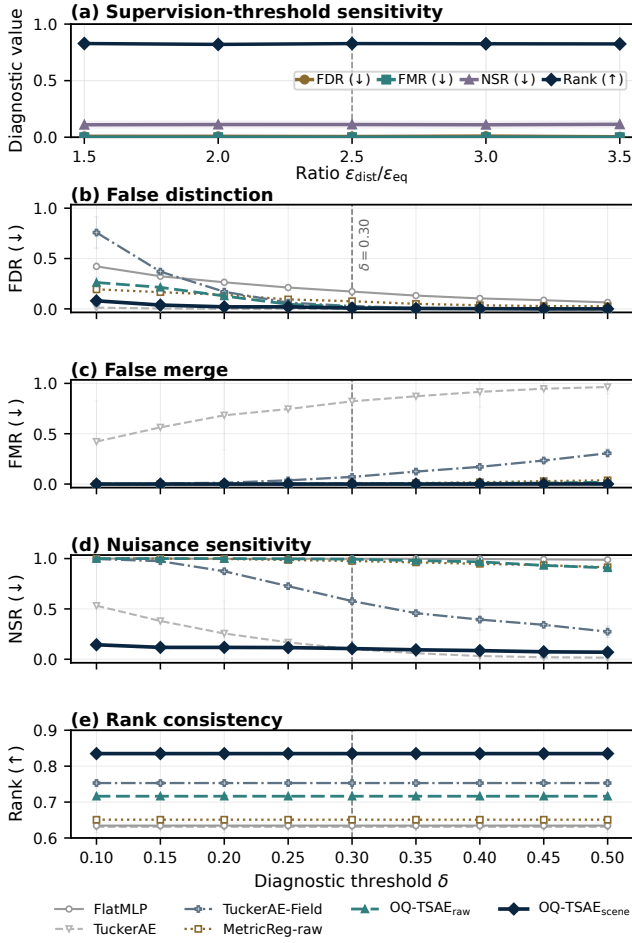 (a) Supervision-threshold sensitivity
Diagnostic value
1.0
0.5
0.0
FDR (↓) FMR (↓) NSR (↓) Rank (↑)
1.5 2.0 2.5 3.0 3.5
Ratio ε_dist/ε_eq
(b) False distinction
FDR (↓)
1.0
0.5
0.0
δ=0.30
(c) False merge
FMR (↓)
1.0
0.5
0.0
(d) Nuisance sensitivity
NSR (↓)
1.0
0.5
0.0
(e) Rank consistency
Rank (↑)
0.9
0.8
0.7
0.6
0.10 0.15 0.20 0.25 0.30 0.35 0.40 0.45 0.50
Diagnostic threshold δ
FlatMLP TuckerAE-Field OQ-TSAE_raw OQ-TSAE_scene
TuckerAE MetricReg-raw